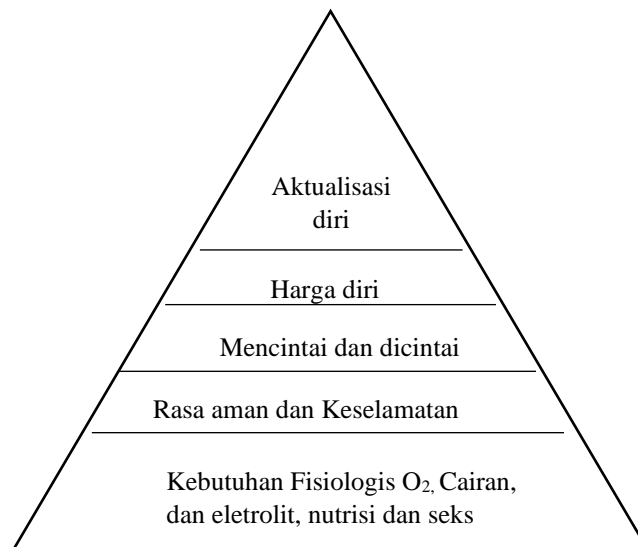 Aktualisasi
diri
Harga diri
Mencintai dan dicintai
Rasa aman dan Keselamatan
Kebutuhan Fisiologis O₂, Cairan,
dan eletrolit, nutrisi dan seks